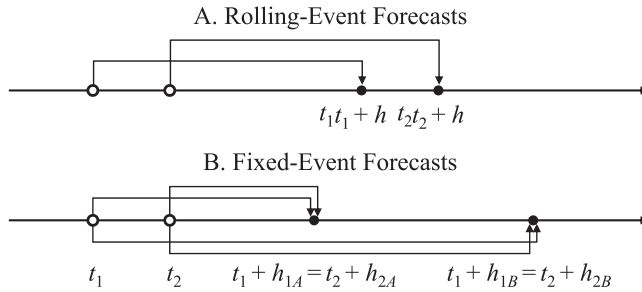 A. Rolling-Event Forecasts
t₁t₁ + h t₂t₂ + h
B. Fixed-Event Forecasts
t₁ t₂ t₁ + h₁A = t₂ + h₂A t₁ + h₁B = t₂ + h₂B